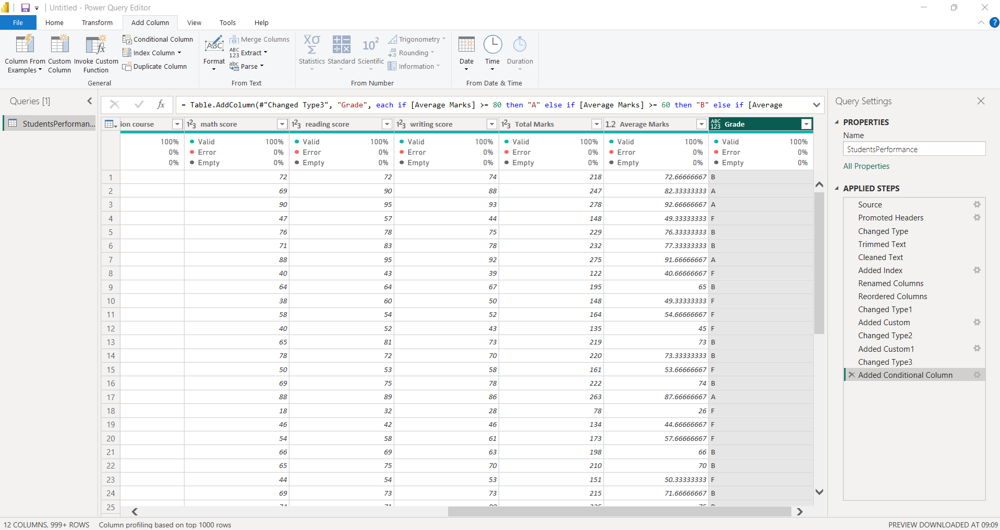 Untitled - Power Query Editor
File Home Transform Add Column View Tools Help ?
Column From Examples
Custom Column
Invoke Custom Function
Conditional Column
Index Column
Duplicate Column
General
ABC
Format
Merge Columns
ABC 123 Extract
abc Parse
From Text
XΣ Statistics
Standard
10² Scientific
Trigonometry
.00 Rounding
Information
From Number
Date
Time
Duration
From Date & Time
Queries [1]
StudentsPerforman...
fx = Table.AddColumn(#"Changed Type3", "Grade", each if [Average Marks] >= 80 then "A" else if [Average Marks] >= 60 then "B" else if [Average
ion course 1²3 math score 1²3 reading score 1²3 writing score 1²3 Total Marks 1.2 Average Marks ABC 123 Grade
100% Valid 100% Valid 100% Valid 100% Valid 100% Valid 100% Valid 100%
0% Error 0% Error 0% Error 0% Error 0% Error 0% Error 0%
0% Empty 0% Empty 0% Empty 0% Empty 0% Empty 0% Empty 0%
1 72 72 74 218 72.66666667 B
2 69 90 88 247 82.33333333 A
3 90 95 93 278 92.66666667 A
4 47 57 44 148 49.33333333 F
5 76 78 75 229 76.33333333 B
6 71 83 78 232 77.33333333 B
7 88 95 92 275 91.66666667 A
8 40 43 39 122 40.66666667 F
9 64 64 67 195 65 B
10 38 60 50 148 49.33333333 F
11 58 54 52 164 54.66666667 F
12 40 52 43 135 45 F
13 65 81 73 219 73 B
14 78 72 70 220 73.33333333 B
15 50 53 58 161 53.66666667 F
16 69 75 78 222 74 B
17 88 89 86 263 87.66666667 A
18 18 32 28 78 26 F
19 46 42 46 134 44.66666667 F
20 54 58 61 173 57.66666667 F
21 66 69 63 198 66 B
22 65 75 70 210 70 B
23 44 54 53 151 50.33333333 F
24 69 73 73 215 71.66666667 B
25
Query Settings
PROPERTIES
Name
StudentsPerformance
All Properties
APPLIED STEPS
Source
Promoted Headers
Changed Type
Trimmed Text
Cleaned Text
Added Index
Renamed Columns
Reordered Columns
Changed Type1
Added Custom
Changed Type2
Added Custom1
Changed Type3
Added Conditional Column
12 COLUMNS, 999+ ROWS Column profiling based on top 1000 rows PREVIEW DOWNLOADED AT 09:09